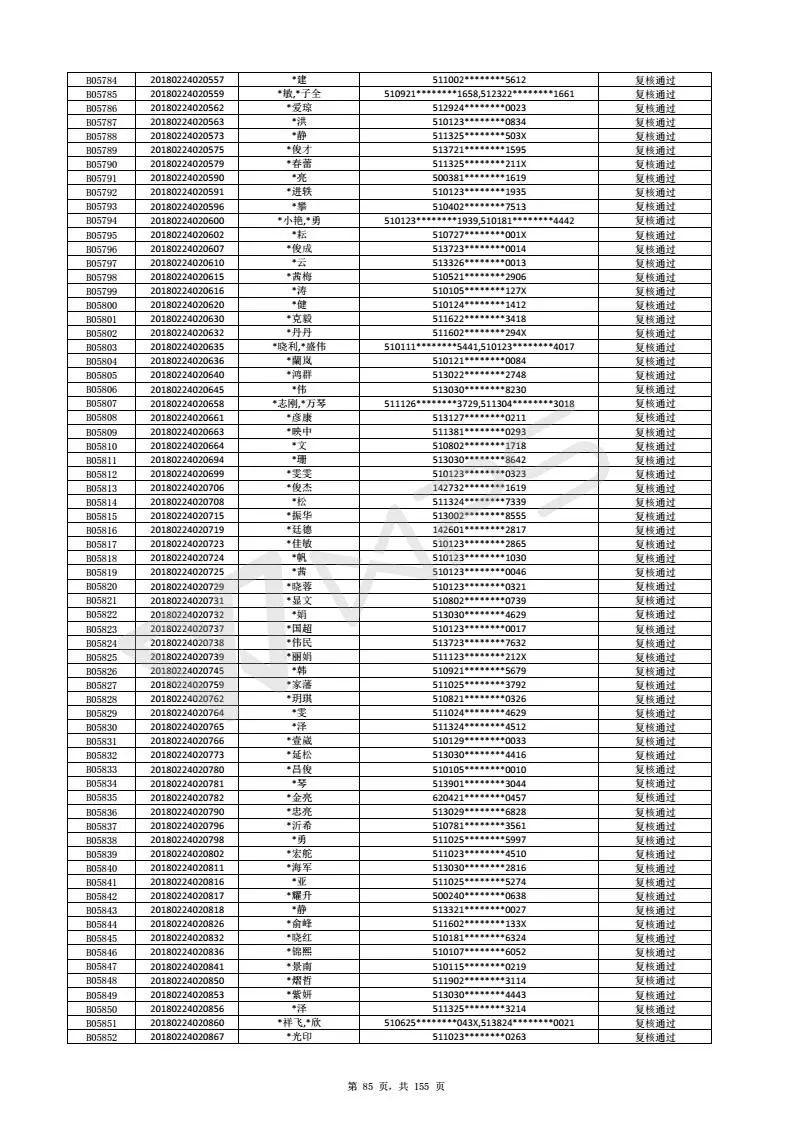 B05784 20180224020557 *建 511002********5612 复核通过
B05785 20180224020559 *敏,*子全 510921********1658,512322********1661 复核通过
B05786 20180224020562 *爱琼 512924********0023 复核通过
B05787 20180224020563 *洪 510123********0834 复核通过
B05788 20180224020573 *静 511325********503X 复核通过
B05789 20180224020575 *俊才 513721********1595 复核通过
B05790 20180224020579 *春蕾 511325********211X 复核通过
B05791 20180224020590 *亮 500381********1619 复核通过
B05792 20180224020591 *进轶 510123********1935 复核通过
B05793 20180224020596 *攀 510402********7513 复核通过
B05794 20180224020600 *小艳,*勇 510123********1939,510181********4442 复核通过
B05795 20180224020602 *耘 510727********001X 复核通过
B05796 20180224020607 *俊成 513723********0014 复核通过
B05797 20180224020610 *云 513326********0013 复核通过
B05798 20180224020615 *茜梅 510521********2906 复核通过
B05799 20180224020616 *涛 510105********127X 复核通过
B05800 20180224020620 *健 510124********1412 复核通过
B05801 20180224020630 *克毅 511622********3418 复核通过
B05802 20180224020632 *丹丹 511602********294X 复核通过
B05803 20180224020635 *晓利,*盛伟 510111********5441,510123********4017 复核通过
B05804 20180224020636 *蘭岚 510121********0084 复核通过
B05805 20180224020640 *鸿群 513022********2748 复核通过
B05806 20180224020645 *伟 513030********8230 复核通过
B05807 20180224020658 *志刚,*万琴 511126********3729,511304********3018 复核通过
B05808 20180224020661 *彦康 513127********0211 复核通过
B05809 20180224020663 *映中 511381********0293 复核通过
B05810 20180224020664 *文 510802********1718 复核通过
B05811 20180224020694 *珊 513030********8642 复核通过
B05812 20180224020699 *雯雯 510123********0323 复核通过
B05813 20180224020706 *俊杰 142732********1619 复核通过
B05814 20180224020708 *松 511324********7339 复核通过
B05815 20180224020715 *振华 513002********8555 复核通过
B05816 20180224020719 *廷德 142601********2817 复核通过
B05817 20180224020723 *佳敏 510123********2865 复核通过
B05818 20180224020724 *帆 510123********1030 复核通过
B05819 20180224020725 *茜 510123********0046 复核通过
B05820 20180224020729 *晓蓉 510123********0321 复核通过
B05821 20180224020731 *显文 510802********0739 复核通过
B05822 20180224020732 *娟 513030********4629 复核通过
B05823 20180224020737 *国超 510123********0017 复核通过
B05824 20180224020738 *伟民 513723********7632 复核通过
B05825 20180224020739 *丽娟 511123********212X 复核通过
B05826 20180224020745 *韩 510921********5679 复核通过
B05827 20180224020759 *家藩 511025********3792 复核通过
B05828 20180224020762 *玥琪 510821********0326 复核通过
B05829 20180224020764 *雯 511024********4629 复核通过
B05830 20180224020765 *泽 511324********4512 复核通过
B05831 20180224020766 *壹崴 510129********0033 复核通过
B05832 20180224020773 *延松 513030********4416 复核通过
B05833 20180224020780 *昌俊 510105********0010 复核通过
B05834 20180224020781 *琴 513901********3044 复核通过
B05835 20180224020782 *金亮 620421********0457 复核通过
B05836 20180224020790 *忠亮 513029********6828 复核通过
B05837 20180224020796 *沂希 510781********3561 复核通过
B05838 20180224020798 *勇 511025********5997 复核通过
B05839 20180224020802 *宏舵 511023********4510 复核通过
B05840 20180224020811 *海军 513030********2816 复核通过
B05841 20180224020816 *亚 511025********5274 复核通过
B05842 20180224020817 *耀升 500240********0638 复核通过
B05843 20180224020818 *静 513321********0027 复核通过
B05844 20180224020826 *俞峰 511602********133X 复核通过
B05845 20180224020832 *晓红 510181********6324 复核通过
B05846 20180224020836 *锦熙 510107********6052 复核通过
B05847 20180224020841 *景南 510115********0219 复核通过
B05848 20180224020850 *熠哲 511902********3114 复核通过
B05849 20180224020853 *紫妍 513030********4443 复核通过
B05850 20180224020856 *泽 511325********3214 复核通过
B05851 20180224020860 *祥飞,*欣 510625********043X,513824********0021 复核通过
B05852 20180224020867 *光印 511023********0263 复核通过
WPS
第 85 页, 共 155 页